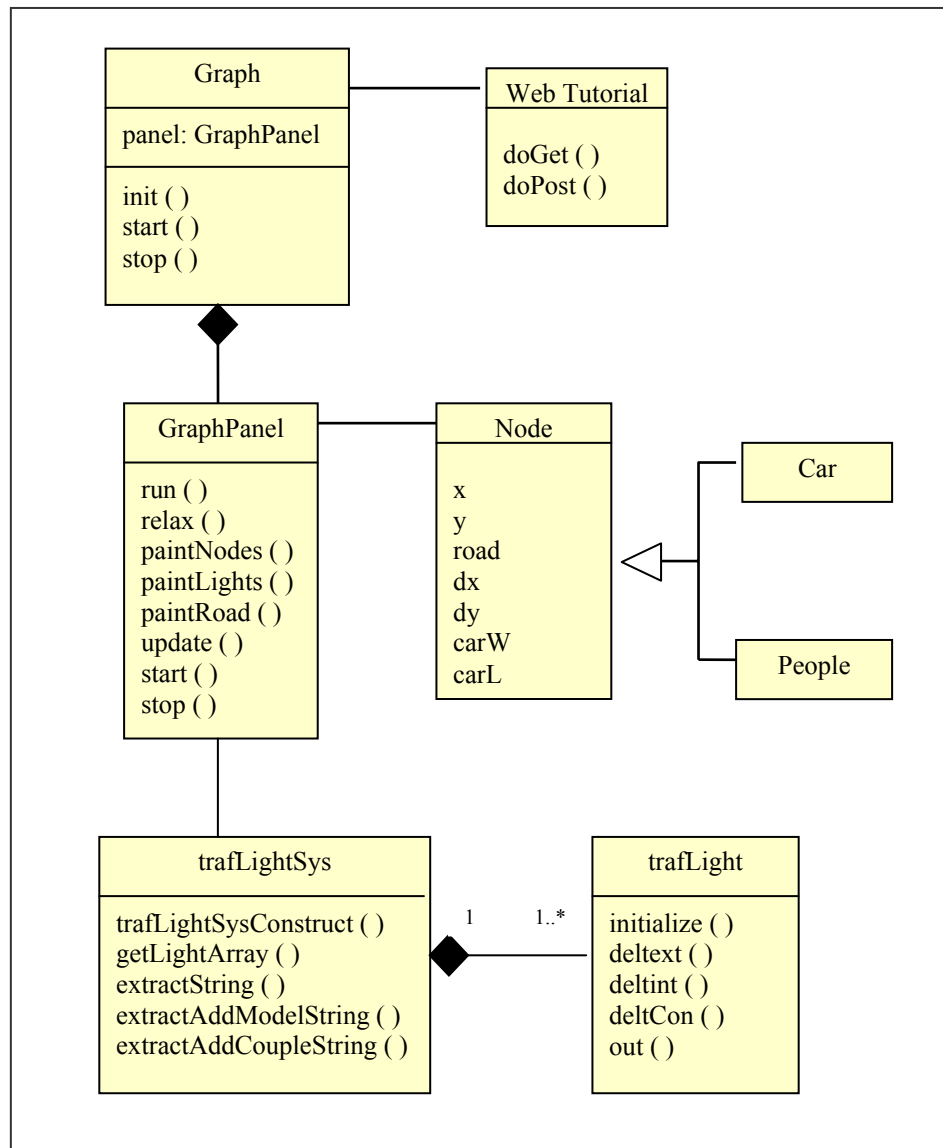 Graph
panel: GraphPanel
init ( )
start ( )
stop ( )
Web Tutorial
doGet ( )
doPost ( )
GraphPanel
run ( )
relax ( )
paintNodes ( )
paintLights ( )
paintRoad ( )
update ( )
start ( )
stop ( )
Node
x
y
road
dx
dy
carW
carL
Car
People
trafLightSys
trafLightSysConstruct ( )
getLightArray ( )
extractString ( )
extractAddModelString ( )
extractAddCoupleString ( )
1
1..*
trafLight
initialize ( )
deltext ( )
deltint ( )
deltCon ( )
out ( )